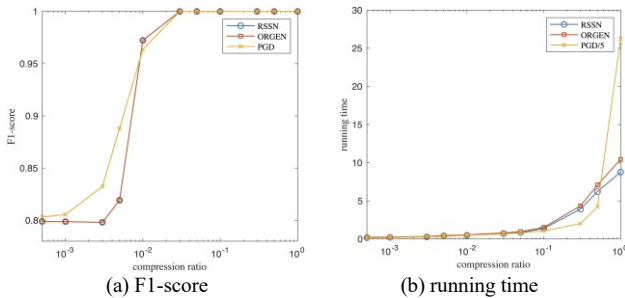 1
0.95
0.9
0.85
0.8
F1-score
RSSN
ORGEN
PGD
10-3
10-2
10-1
100
compression ratio
(a) F1-score
30
25
20
15
10
5
0
running time
RSSN
ORGEN
PGD/5
10-3
10-2
10-1
100
compression ratio
(b) running time